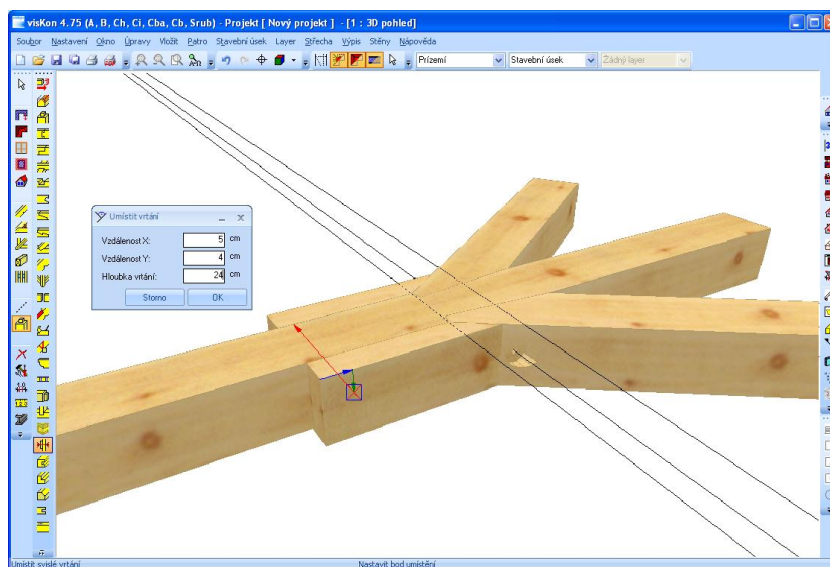 visKon 4.75 (A, B, Ch, Ci, Cba, Cb, Srub) - Projekt [ Nový projekt ] - [1 : 3D pohled]
Soubor Nastavení Okno Úpravy Vložit Patro Stavební úsek Layer Střecha Výpis Stěny Nápověda
Prízemí Stavební úsek Žádný layer
Umístit vrtání
Vzdálenost X: 5 cm
Vzdálenost Y: 4 cm
Hloubka vrtání: 24 cm
Storno OK
Umístit svislé vrtání Nastavit bod umístění